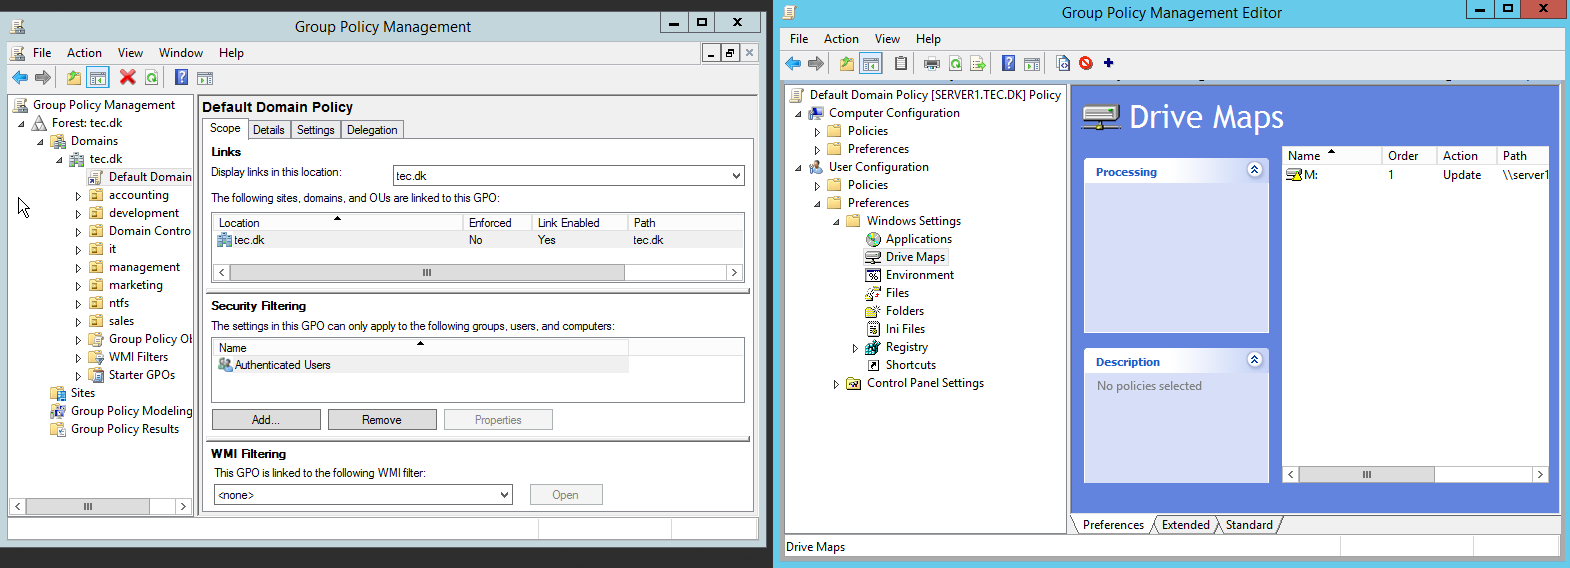 Group Policy Management
File Action View Window Help
Group Policy Management
Forest: tec.dk
Domains
tec.dk
Default Domain
accounting
development
Domain Contro
it
management
marketing
ntfs
sales
Group Policy Ob
WMI Filters
Starter GPOs
Sites
Group Policy Modeling
Group Policy Results
Default Domain Policy
Scope Details Settings Delegation
Links
Display links in this location: tec.dk
The following sites, domains, and OUs are linked to this GPO:
Location Enforced Link Enabled Path
tec.dk No Yes tec.dk
Security Filtering
The settings in this GPO can only apply to the following groups, users, and computers:
Name
Authenticated Users
Add... Remove Properties
WMI Filtering
This GPO is linked to the following WMI filter:
<none> Open
Group Policy Management Editor
File Action View Help
Default Domain Policy [SERVER1.TEC.DK] Policy
Computer Configuration
Policies
Preferences
User Configuration
Policies
Preferences
Windows Settings
Applications
Drive Maps
Environment
Files
Folders
Ini Files
Registry
Shortcuts
Control Panel Settings
Drive Maps
Processing
Description
No policies selected
Name Order Action Path
M: 1 Update \\server1
Preferences Extended Standard
Drive Maps